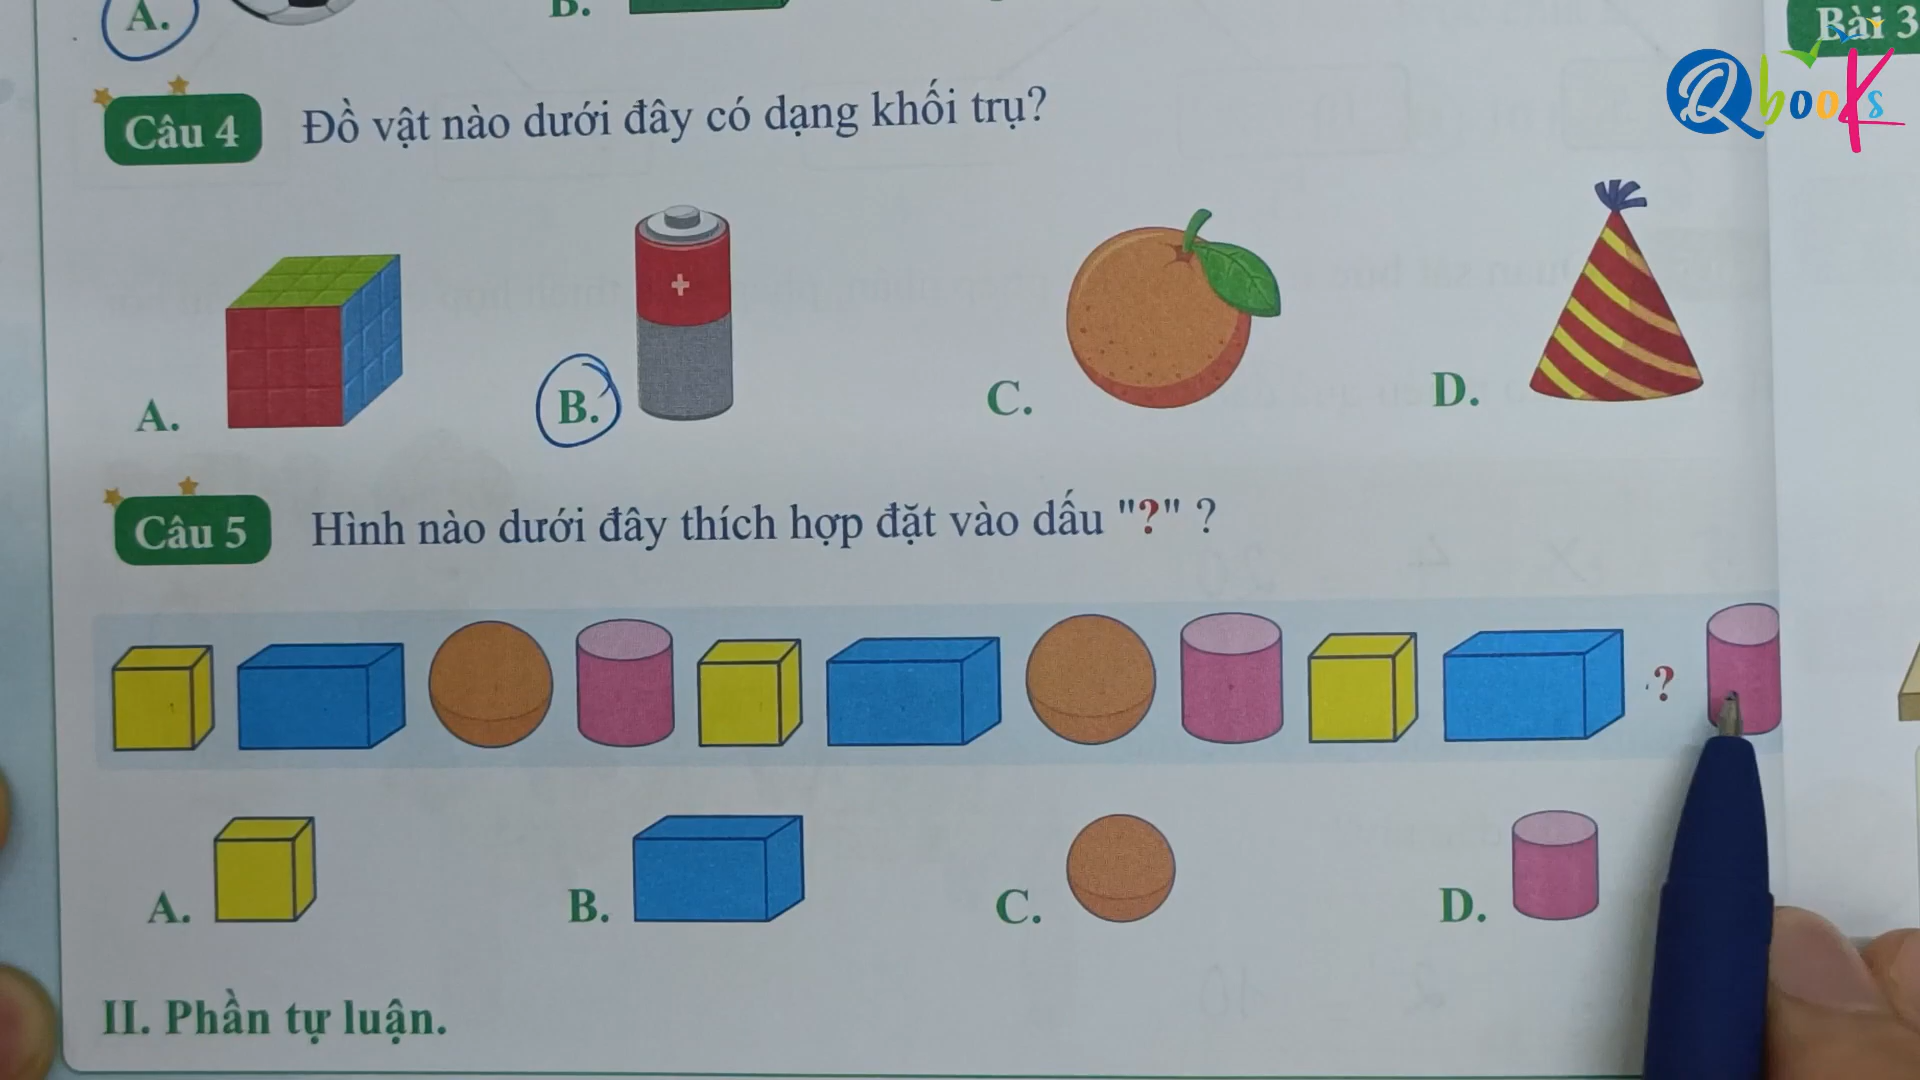 A.
B.
Bài 3
Qbooks
Câu 4 Đồ vật nào dưới đây có dạng khối trụ?
+
A.
B.
C.
D.
Câu 5 Hình nào dưới đây thích hợp đặt vào dấu "?" ?
?
A.
B.
C.
D.
II. Phần tự luận.